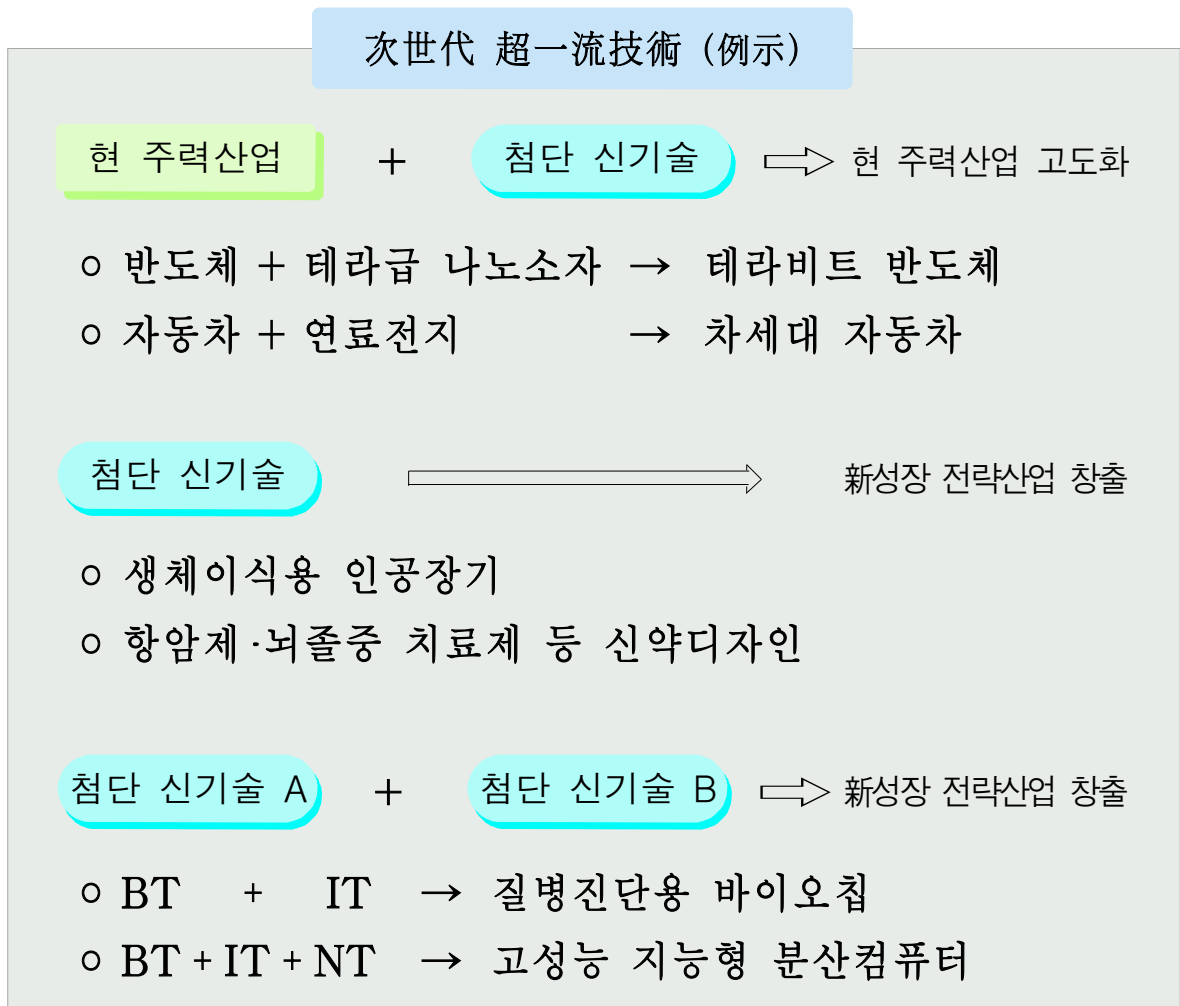 次世代 超一流技術 (例示)
현 주력산업 + 첨단 신기술 ⇨ 현 주력산업 고도화
ㅇ 반도체 + 테라급 나노소자 → 테라비트 반도체
ㅇ 자동차 + 연료전지 → 차세대 자동차
첨단 신기술 ⇨ 新성장 전략산업 창출
ㅇ 생체이식용 인공장기
ㅇ 항암제·뇌졸중 치료제 등 신약디자인
첨단 신기술 A + 첨단 신기술 B ⇨ 新성장 전략산업 창출
ㅇ BT + IT → 질병진단용 바이오칩
ㅇ BT + IT + NT → 고성능 지능형 분산컴퓨터